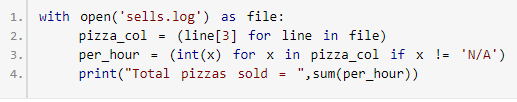 1. with open('sells.log') as file:
2.     pizza_col = (line[3] for line in file)
3.     per_hour = (int(x) for x in pizza_col if x != 'N/A')
4.     print("Total pizzas sold = ",sum(per_hour))